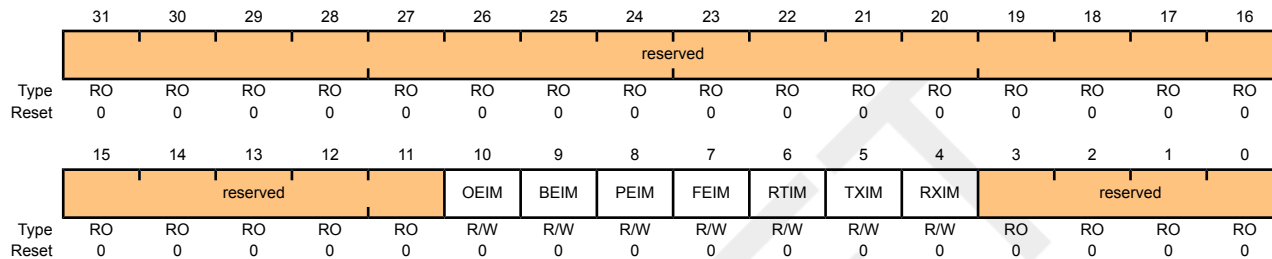 31 30 29 28 27 26 25 24 23 22 21 20 19 18 17 16
reserved
Type RO RO RO RO RO RO RO RO RO RO RO RO RO RO RO RO
Reset 0 0 0 0 0 0 0 0 0 0 0 0 0 0 0 0
15 14 13 12 11 10 9 8 7 6 5 4 3 2 1 0
reserved OEIM BEIM PEIM FEIM RTIM TXIM RXIM reserved
Type RO RO RO RO RO R/W R/W R/W R/W R/W R/W R/W RO RO RO RO
Reset 0 0 0 0 0 0 0 0 0 0 0 0 0 0 0 0